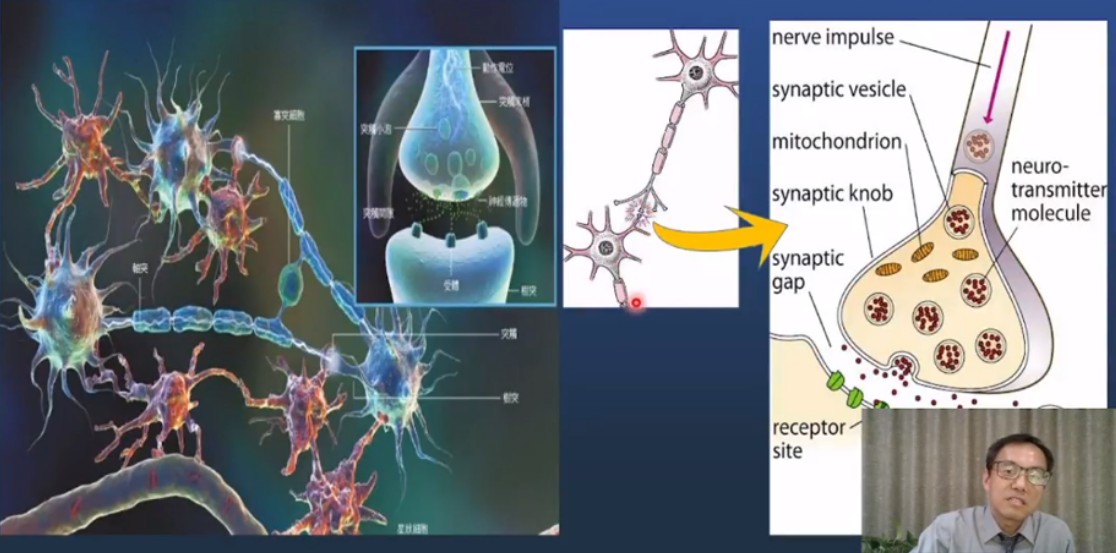 寡突細胞
軸突
動作電位
突觸末梢
突觸小泡
神經傳遞物
突觸間隙
受體
樹突
突觸
樹突
星狀細胞
nerve impulse
synaptic vesicle
mitochondrion
synaptic knob
synaptic
gap
neuro-
transmitter
molecule
receptor
site